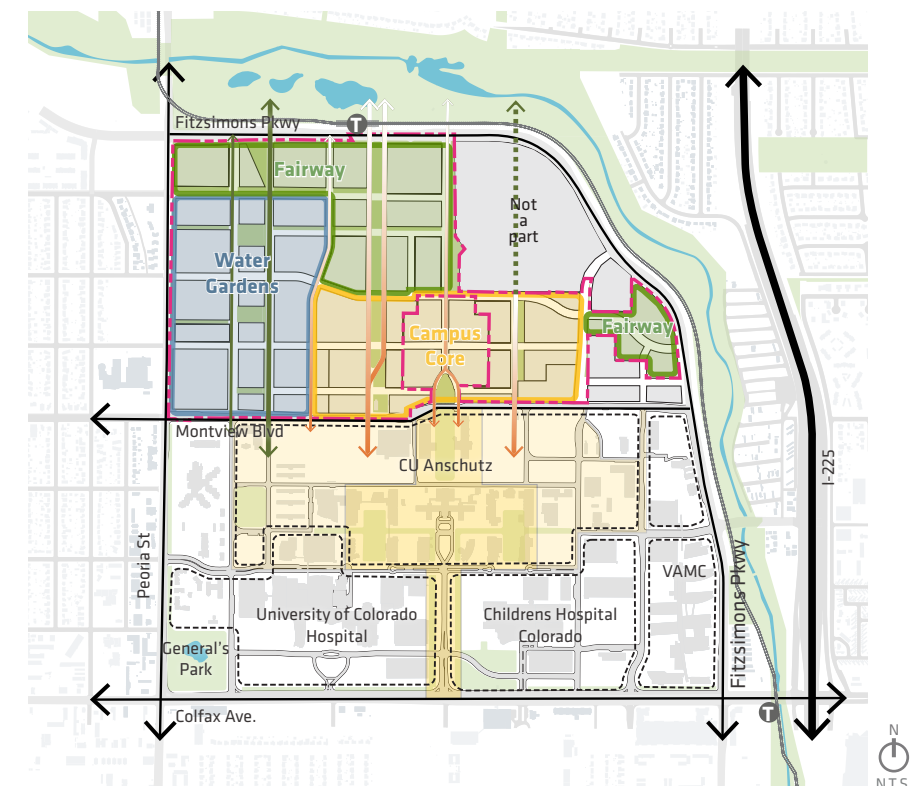 Fitzsimons Pkwy
T
Fairway
Not
a
part
Water
Gardens
Campus
Core
Fairway
Montview Blvd
CU Anschutz
I-225
Peoria St
VAMC
Fitzsimons Pkwy
University of Colorado
Hospital
Childrens Hospital
Colorado
General's
Park
Colfax Ave.
T
N
NTS